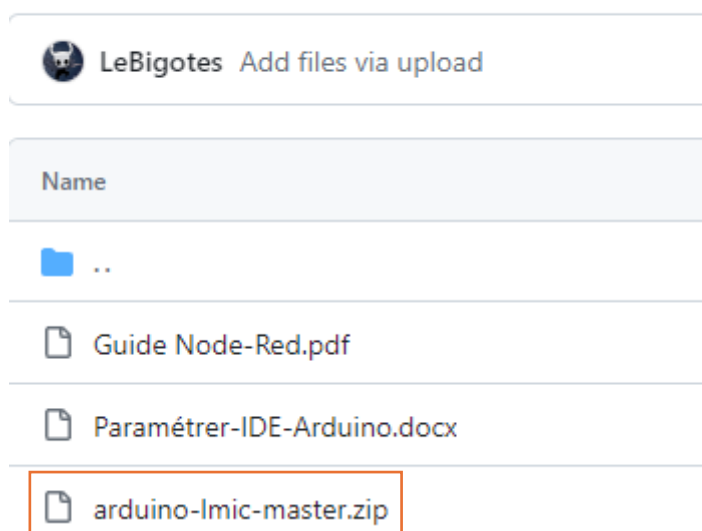 LeBigotes Add files via upload
Name
..
Guide Node-Red.pdf
Paramétrer-IDE-Arduino.docx
arduino-lmic-master.zip